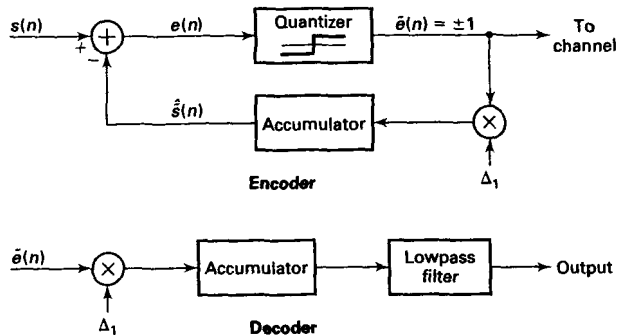 s(n)
+
−
+
e(n)
Quantizer
ẽ(n) = ±1
To
channel
ŝ̂(n)
Accumulator
×
Δ₁
Encoder
ẽ(n)
×
Δ₁
Accumulator
Lowpass
filter
Output
Decoder